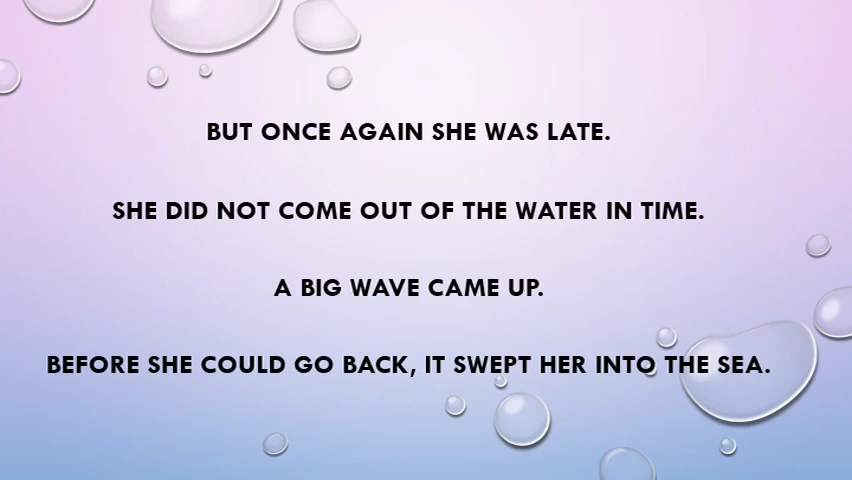 BUT ONCE AGAIN SHE WAS LATE.
SHE DID NOT COME OUT OF THE WATER IN TIME.
A BIG WAVE CAME UP.
BEFORE SHE COULD GO BACK, IT SWEPT HER INTO THE SEA.